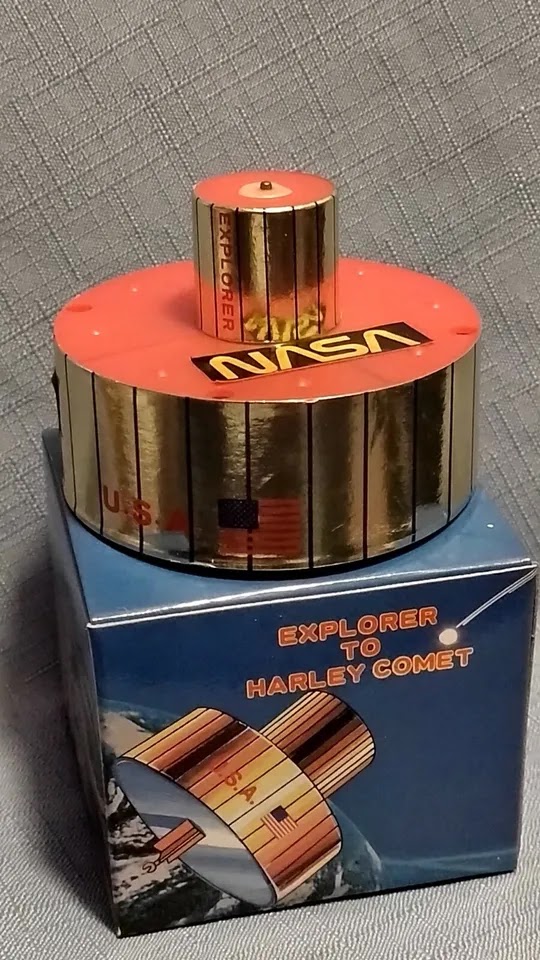 EXPLORER
NASA
U.S.A
EXPLORER
TO
HARLEY COMET
U.S.A.